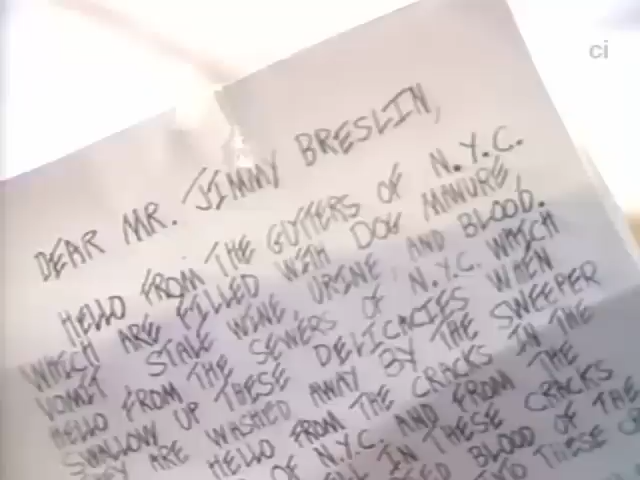 ci
DEAR MR. JIMMY BRESLIN,
HELLO FROM THE GUTTERS OF N.Y.C.
WHICH ARE FILLED WITH DOG MANURE,
VOMIT STALE WINE, URINE AND BLOOD.
HELLO FROM THE SEWERS OF N.Y.C. WHICH
SWALLOW UP THESE DELICACIES WHEN
THEY ARE WASHED AWAY BY THE SWEEPER
HELLO FROM THE CRACKS IN THE
OF N.Y.C. AND FROM THE
IN THESE CRACKS
BLOOD OF THE
INTO THESE